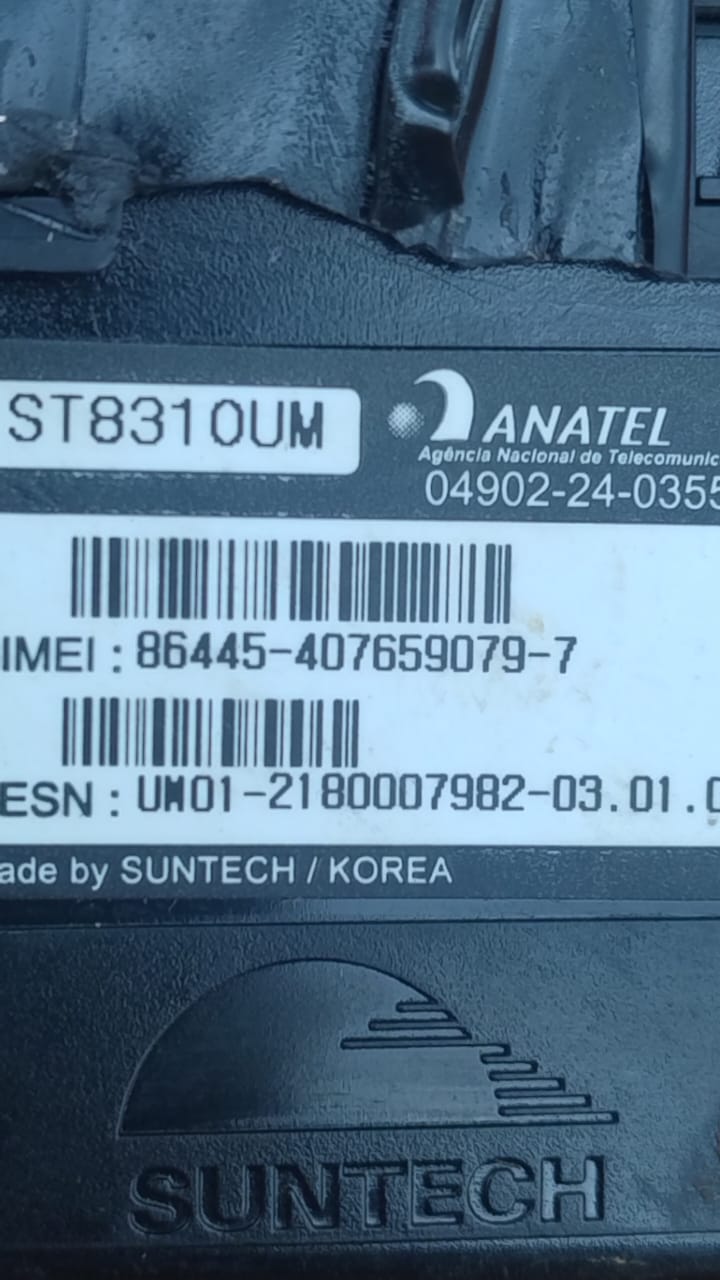 ST8310UM
ANATEL
Agência Nacional de Telecomunic
04902-24-0355
IMEI : 86445-407659079-7
ESN : UM01-2180007982-03.01.0
ade by SUNTECH / KOREA
SUNTECH